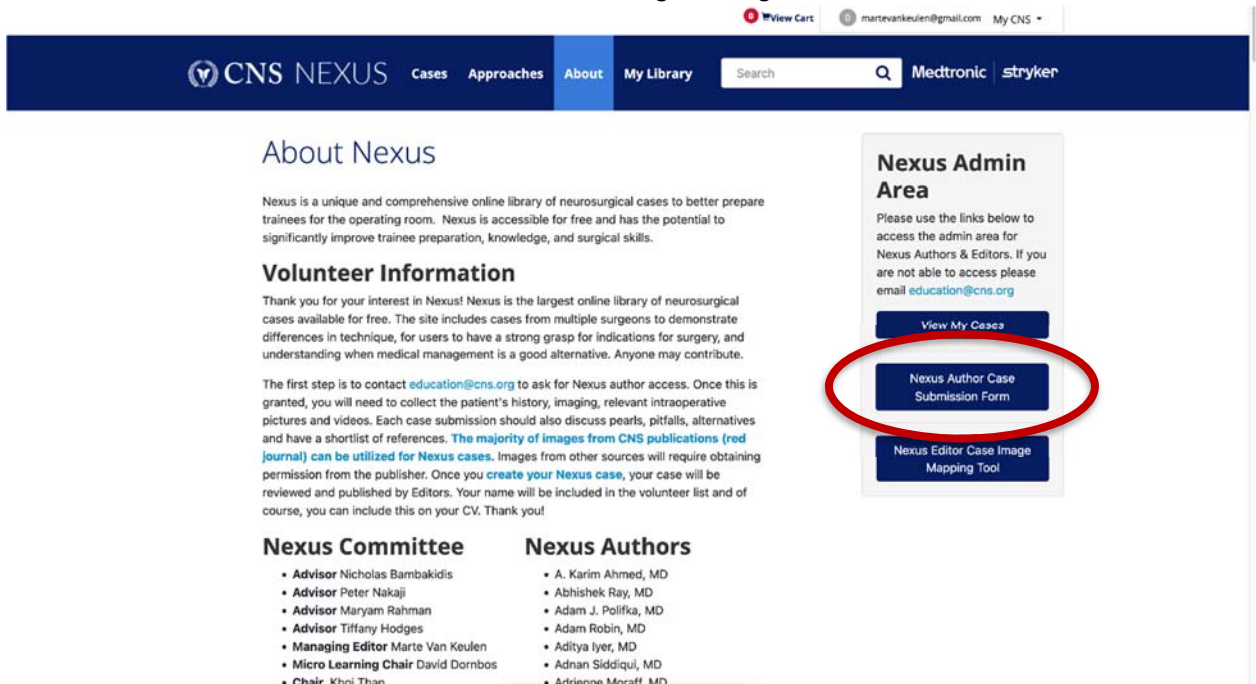 0 View Cart
0 martevankeulen@gmail.com My CNS
CNS NEXUS Cases Approaches About My Library Search Medtronic stryker
About Nexus
Nexus is a unique and comprehensive online library of neurosurgical cases to better prepare
trainees for the operating room. Nexus is accessible for free and has the potential to
significantly improve trainee preparation, knowledge, and surgical skills.
Volunteer Information
Thank you for your interest in Nexus! Nexus is the largest online library of neurosurgical
cases available for free. The site includes cases from multiple surgeons to demonstrate
differences in technique, for users to have a strong grasp for indications for surgery, and
understanding when medical management is a good alternative. Anyone may contribute.
The first step is to contact education@cns.org to ask for Nexus author access. Once this is
granted, you will need to collect the patient's history, imaging, relevant intraoperative
pictures and videos. Each case submission should also discuss pearls, pitfalls, alternatives
and have a shortlist of references. The majority of images from CNS publications (red
journal) can be utilized for Nexus cases. Images from other sources will require obtaining
permission from the publisher. Once you create your Nexus case, your case will be
reviewed and published by Editors. Your name will be included in the volunteer list and of
course, you can include this on your CV. Thank you!
Nexus Committee
• Advisor Nicholas Bambakidis
• Advisor Peter Nakaji
• Advisor Maryam Rahman
• Advisor Tiffany Hodges
• Managing Editor Marte Van Keulen
• Micro Learning Chair David Dornbos
• Chair Khoi Than
Nexus Authors
• A. Karim Ahmed, MD
• Abhishek Ray, MD
• Adam J. Polifka, MD
• Adam Robin, MD
• Aditya Iyer, MD
• Adnan Siddiqui, MD
• Adrienne Moraff, MD
Nexus Admin
Area
Please use the links below to
access the admin area for
Nexus Authors & Editors. If you
are not able to access please
email education@cns.org
View My Cases
Nexus Author Case
Submission Form
Nexus Editor Case Image
Mapping Tool